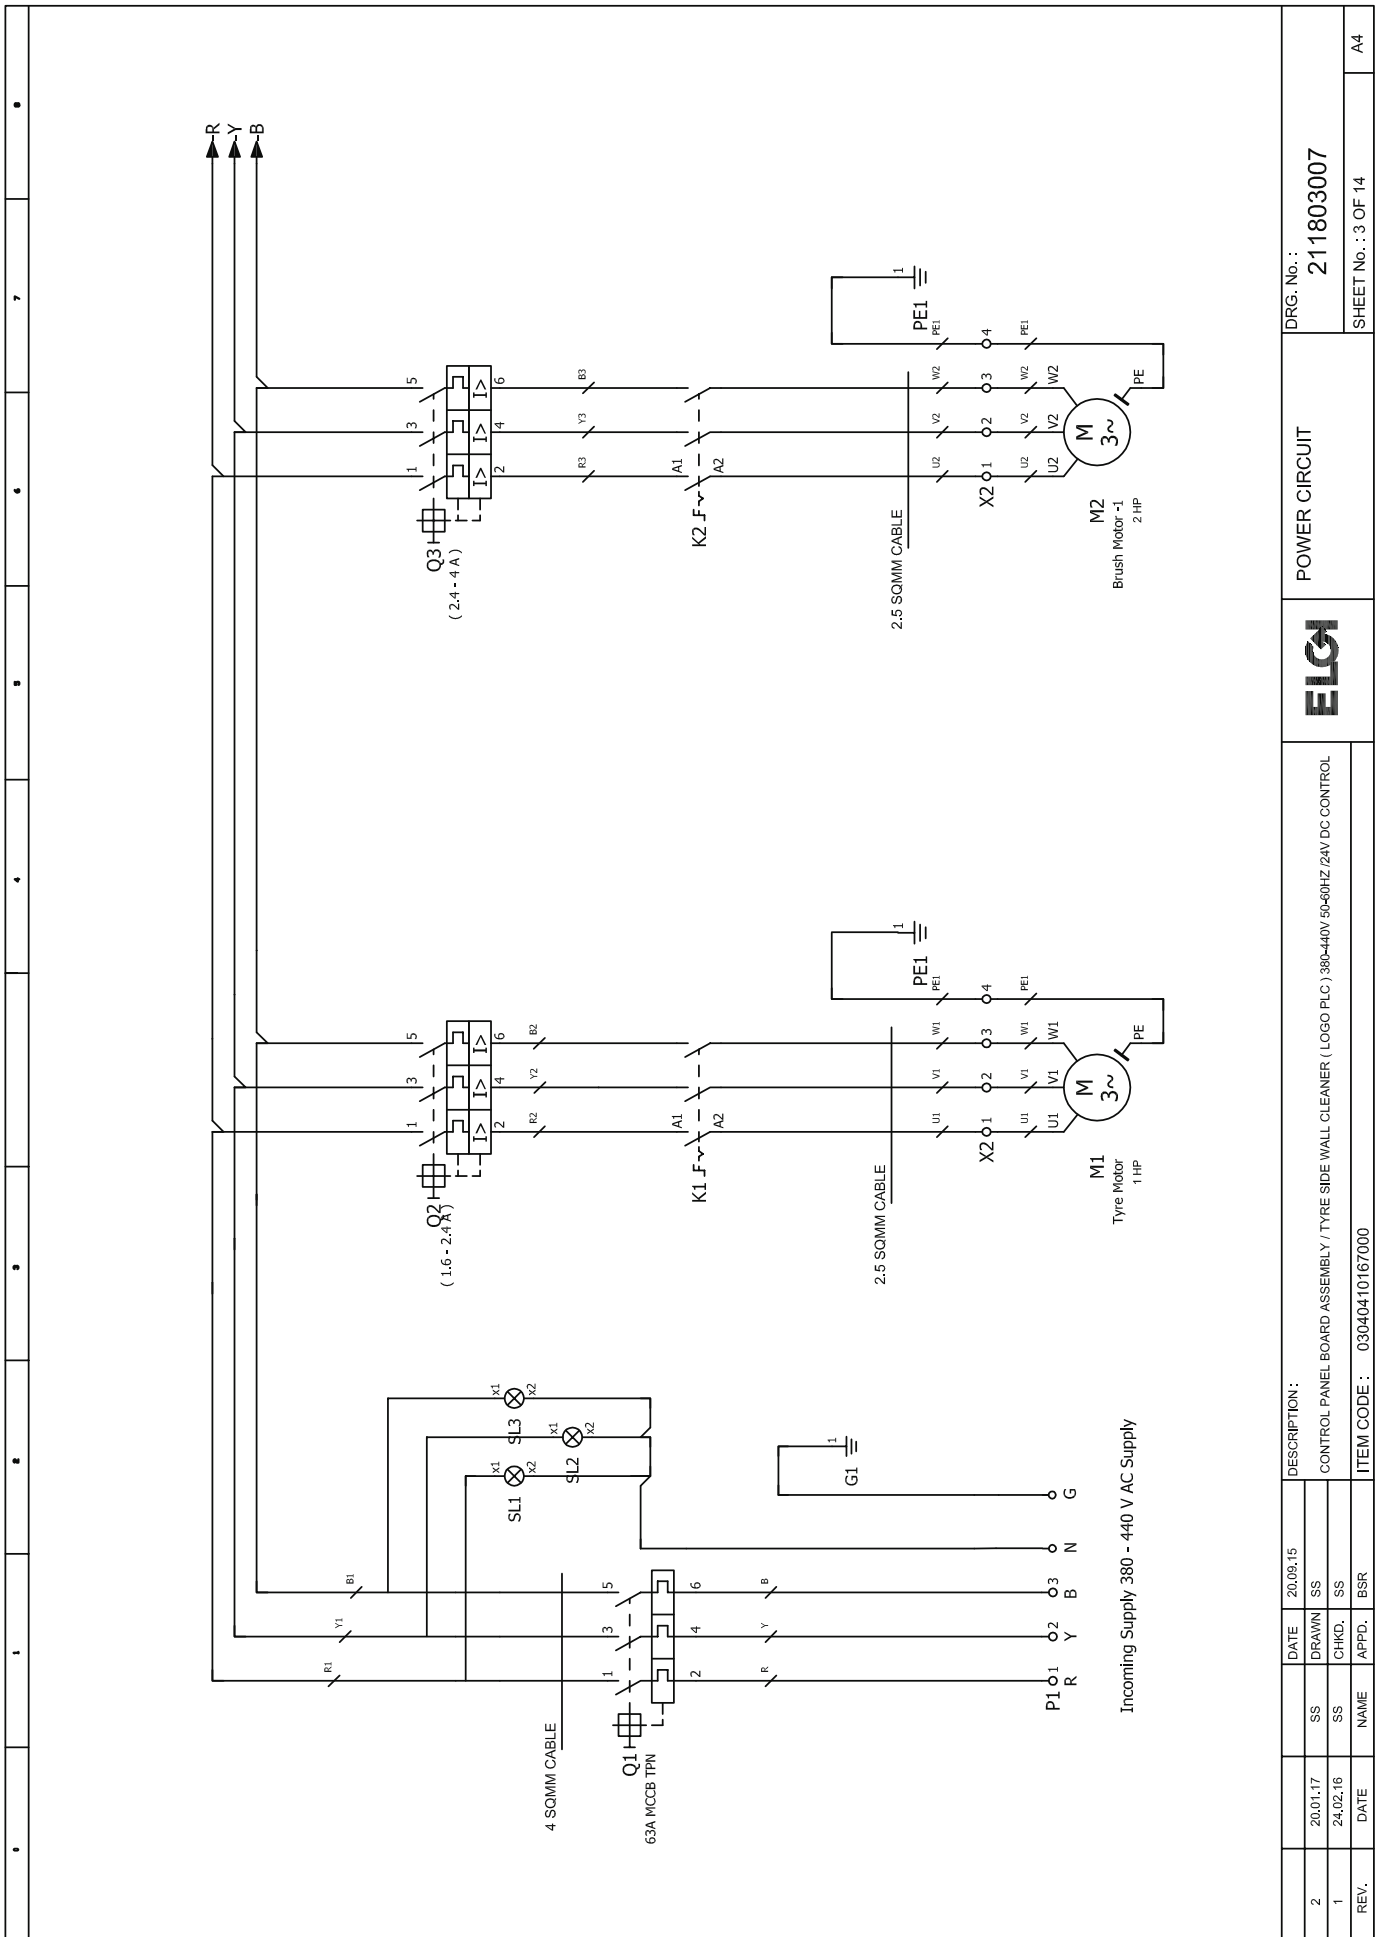 0 1 2 3 4 5 6 7 8
R
Y
B
R1
Y1
B1
4 SQMM CABLE
Q1
63A MCCB TPN
1 3 5
2 4 6
R Y B
P1 1 2 3
R Y B N G
Incoming Supply 380 - 440 V AC Supply
SL1 x1 x2
SL2 x1 x2
SL3 x1 x2
G1 1
Q2
( 1.6 - 2.4 A )
1 3 5
I> I> I>
2 4 6
R2 Y2 B2
K1 A1 A2
2.5 SQMM CABLE
PE1 1
U1 V1 W1 PE1
X2 1 2 3 4
U1 V1 W1 PE1
U1 V1 W1 PE
M
3~
M1
Tyre Motor
1 HP
Q3
( 2.4 - 4 A )
1 3 5
I> I> I>
2 4 6
R3 Y3 B3
K2 A1 A2
2.5 SQMM CABLE
PE1 1
U2 V2 W2 PE1
X2 1 2 3 4
U2 V2 W2 PE1
U2 V2 W2 PE
M
3~
M2
Brush Motor -1
2 HP
DATE 20.09.15
2 20.01.17 SS DRAWN SS
1 24.02.16 SS CHKD. SS
REV. DATE NAME APPD. BSR
DESCRIPTION :
CONTROL PANEL BOARD ASSEMBLY / TYRE SIDE WALL CLEANER ( LOGO PLC ) 380-440V 50-60HZ /24V DC CONTROL
ITEM CODE : 03040410167000
ELGI
POWER CIRCUIT
DRG. No. :
211803007
SHEET No. : 3 OF 14
A4